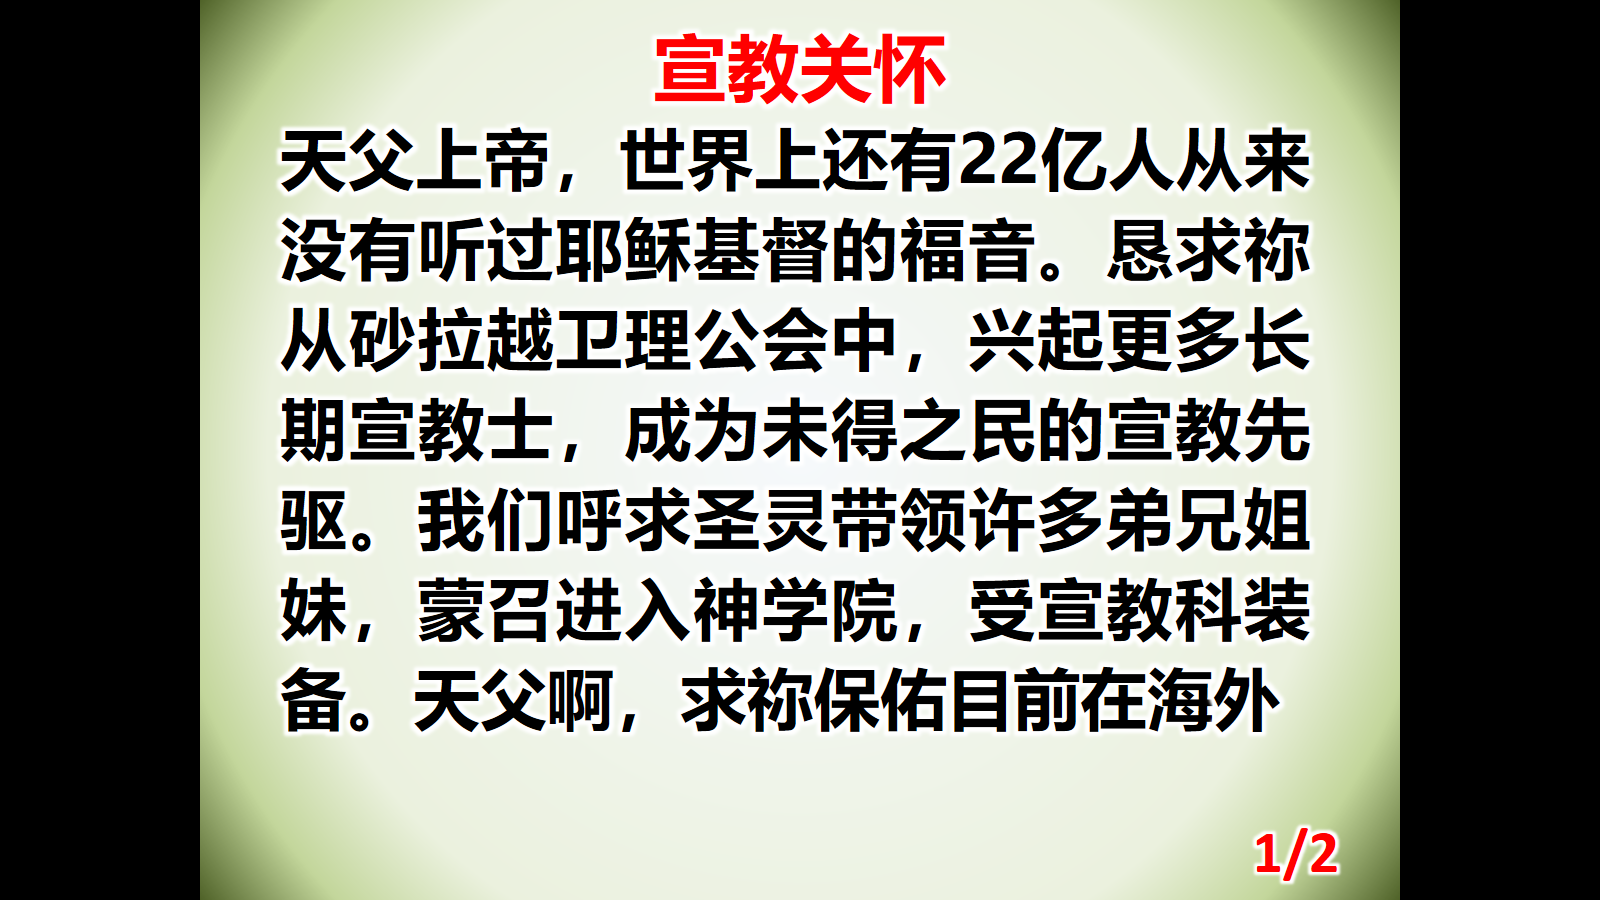 宣教关怀
天父上帝，世界上还有22亿人从来
没有听过耶稣基督的福音。恳求祢
从砂拉越卫理公会中，兴起更多长
期宣教士，成为未得之民的宣教先
驱。我们呼求圣灵带领许多弟兄姐
妹，蒙召进入神学院，受宣教科装
备。天父啊，求祢保佑目前在海外
1/2